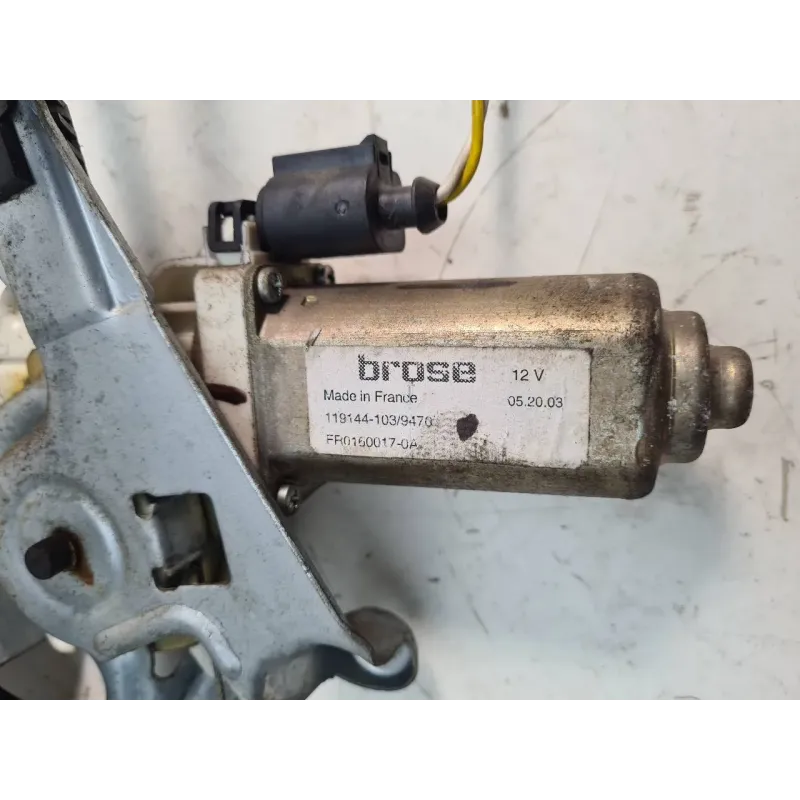 brose 12 V
Made in France 05.20.03
119144-103/9470
FR0160017-0A